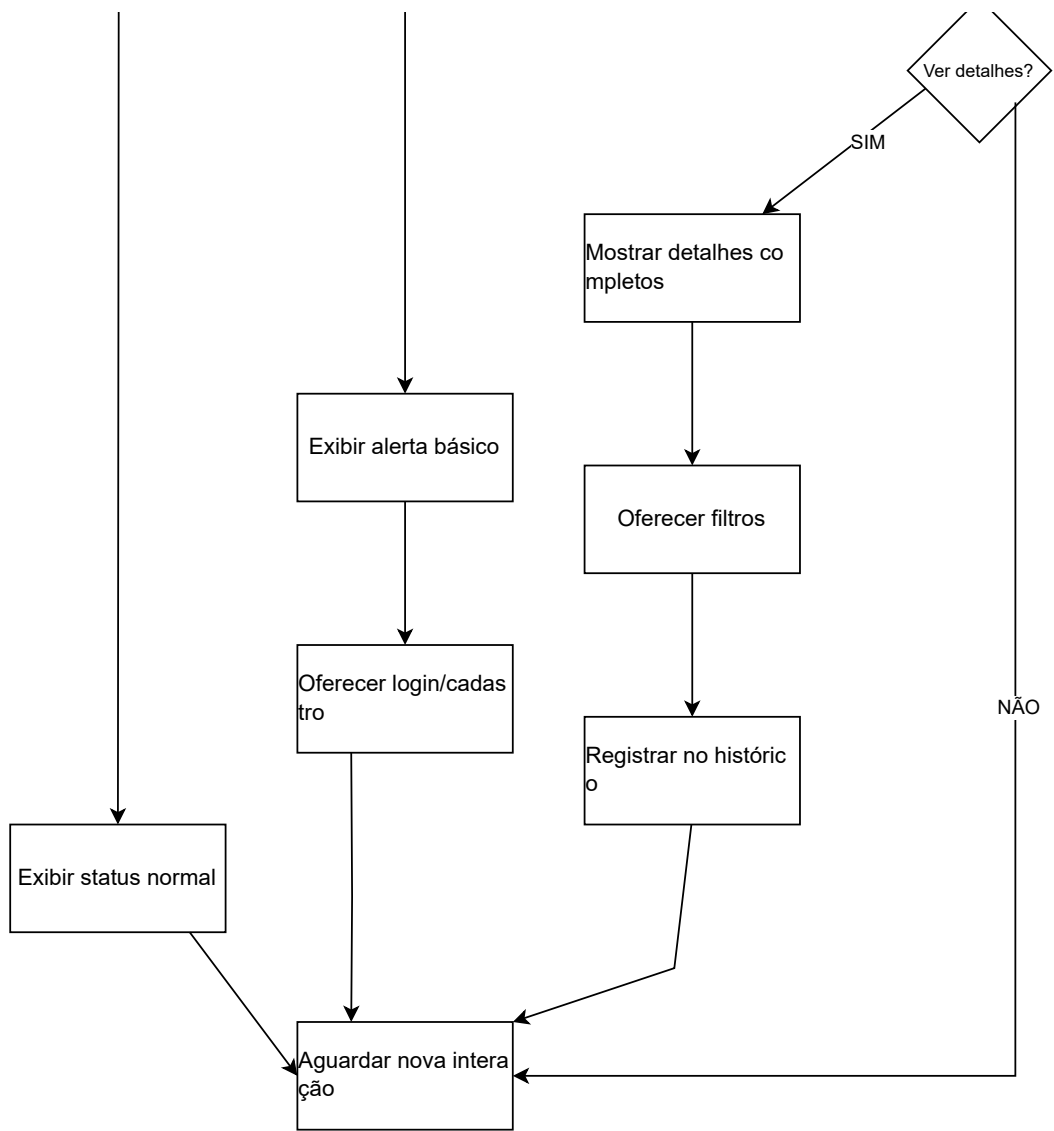 Ver detalhes?
SIM
Mostrar detalhes co
mpletos
Exibir alerta básico
Oferecer filtros
Oferecer login/cadas
tro
NÃO
Registrar no históric
o
Exibir status normal
Aguardar nova intera
ção